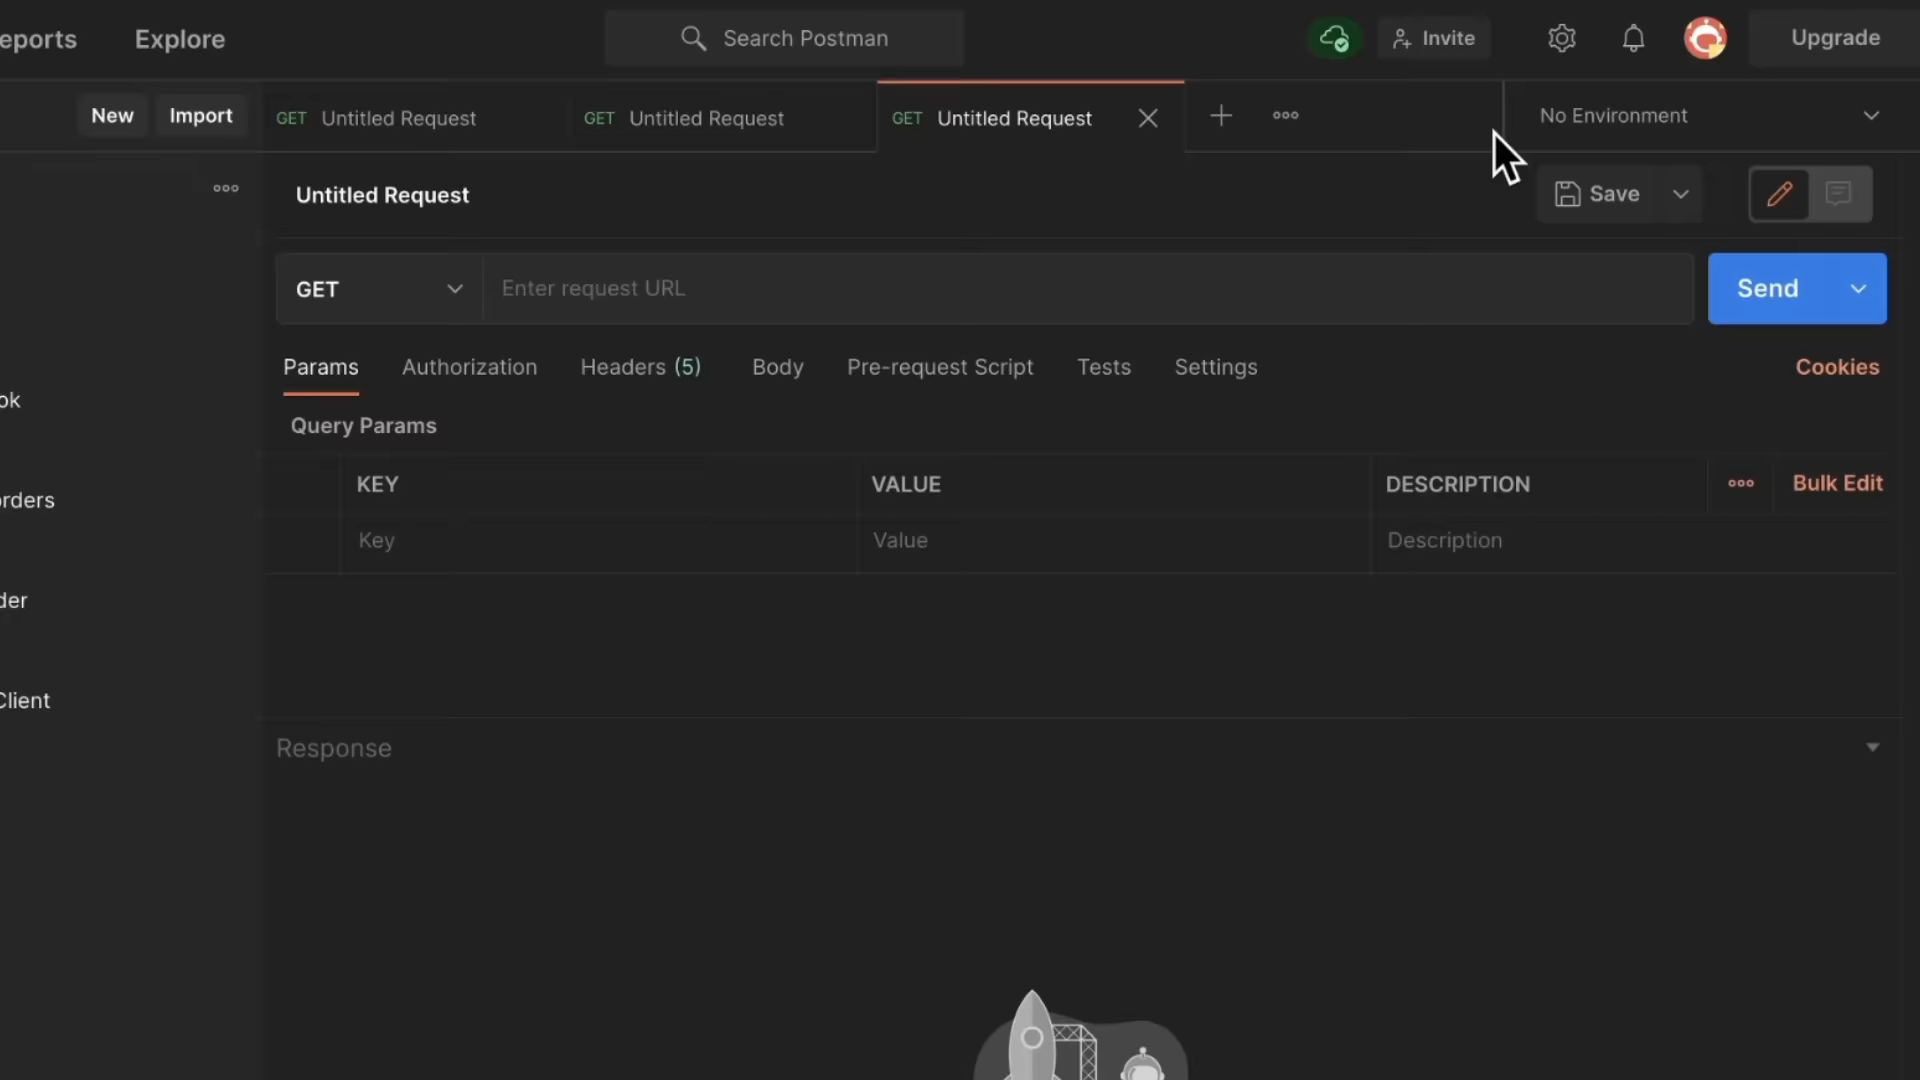 eports Explore Search Postman Invite Upgrade
New Import GET Untitled Request GET Untitled Request GET Untitled Request No Environment
Untitled Request Save
GET Enter request URL Send
Params Authorization Headers (5) Body Pre-request Script Tests Settings Cookies
Query Params
KEY VALUE DESCRIPTION Bulk Edit
Key Value Description
ok
orders
der
Client
Response